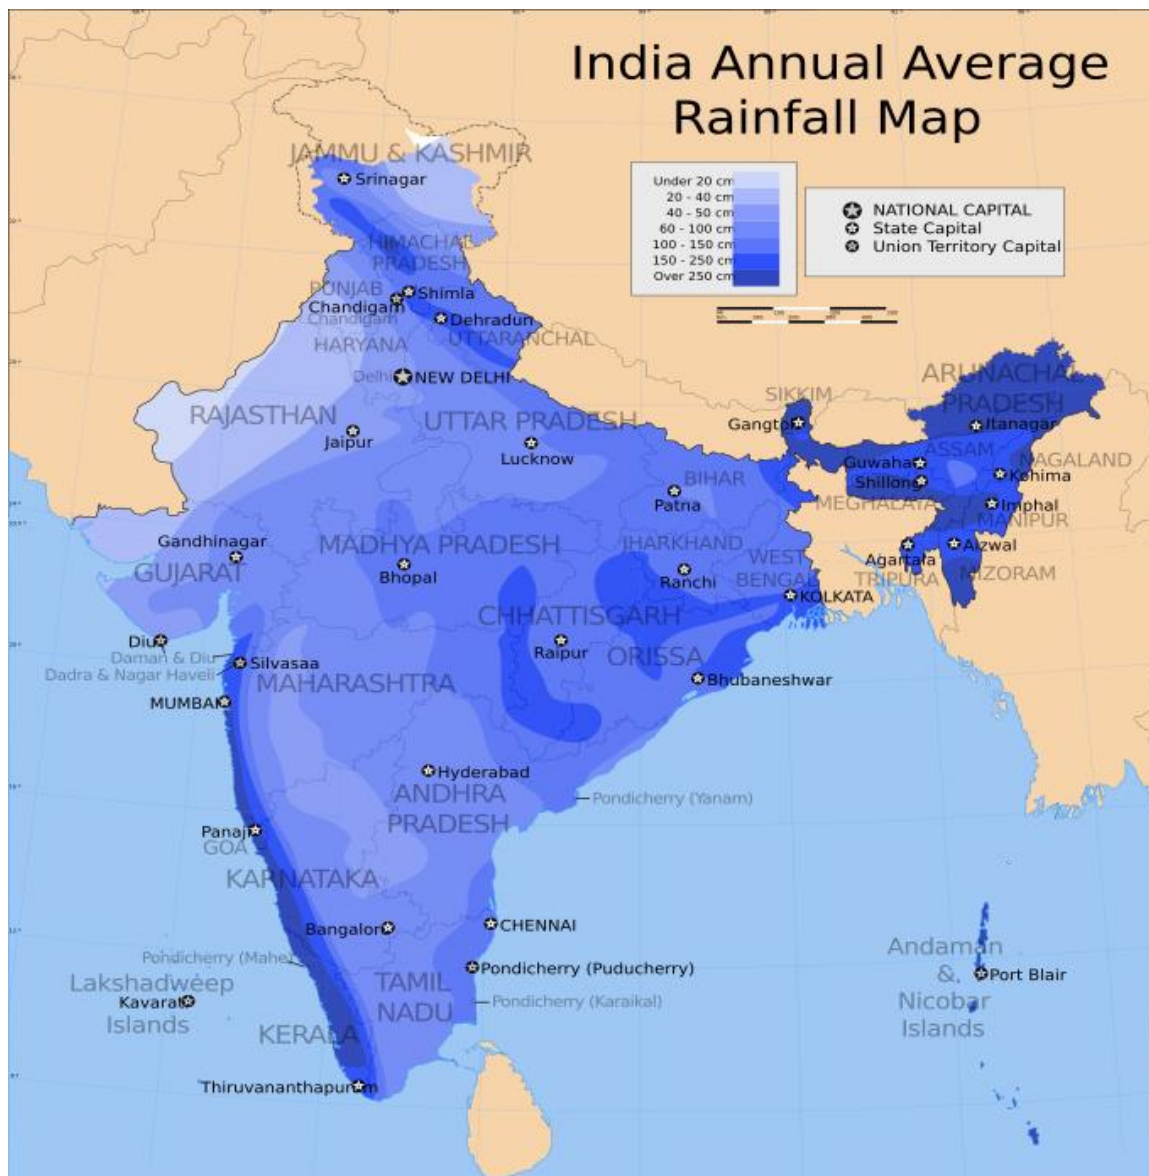 India Annual Average
Rainfall Map
Under 20 cm
20 - 40 cm
40 - 50 cm
60 - 100 cm
100 - 150 cm
150 - 250 cm
Over 250 cm
NATIONAL CAPITAL
State Capital
Union Territory Capital
JAMMU & KASHMIR
Srinagar
HIMACHAL
PRADESH
PUNJAB
Shimla
Chandigarh
Chandigarh
Dehradun
UTTARANCHAL
HARYANA
Delhi
NEW DELHI
RAJASTHAN
Jaipur
UTTAR PRADESH
Lucknow
SIKKIM
Gangtok
ARUNACHAL
PRADESH
Itanagar
ASSAM
Guwahati
NAGALAND
Kohima
Shillong
MEGHALAYA
Imphal
MANIPUR
BIHAR
Patna
Gandhinagar
GUJARAT
MADHYA PRADESH
Bhopal
JHARKHAND
Ranchi
WEST
BENGAL
KOLKATA
Agartala
TRIPURA
Aizwal
MIZORAM
CHHATTISGARH
Raipur
ORISSA
Bhubaneshwar
Diu
Daman & Diu
Dadra & Nagar Haveli
Silvasaa
MUMBAI
MAHARASHTRA
Hyderabad
ANDHRA
PRADESH
Pondicherry (Yanam)
Panaji
GOA
KARNATAKA
Bangalore
CHENNAI
Pondicherry (Mahe)
Pondicherry (Puducherry)
Pondicherry (Karaikal)
TAMIL
NADU
Lakshadweep
Kavarati
Islands
KERALA
Thiruvananthapuram
Andaman
&
Nicobar
Islands
Port Blair